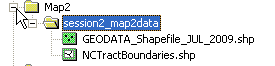 Map2
session2_map2data
GEODATA_Shapefile_JUL_2009.shp
NCTractBoundaries.shp